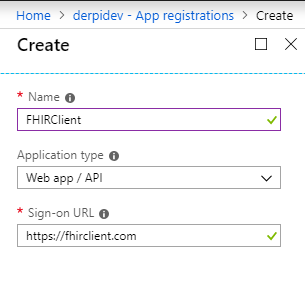 Home > derpidev - App registrations > Create
Create
* Name
FHIRClient
Application type
Web app / API
* Sign-on URL
https://fhirclient.com